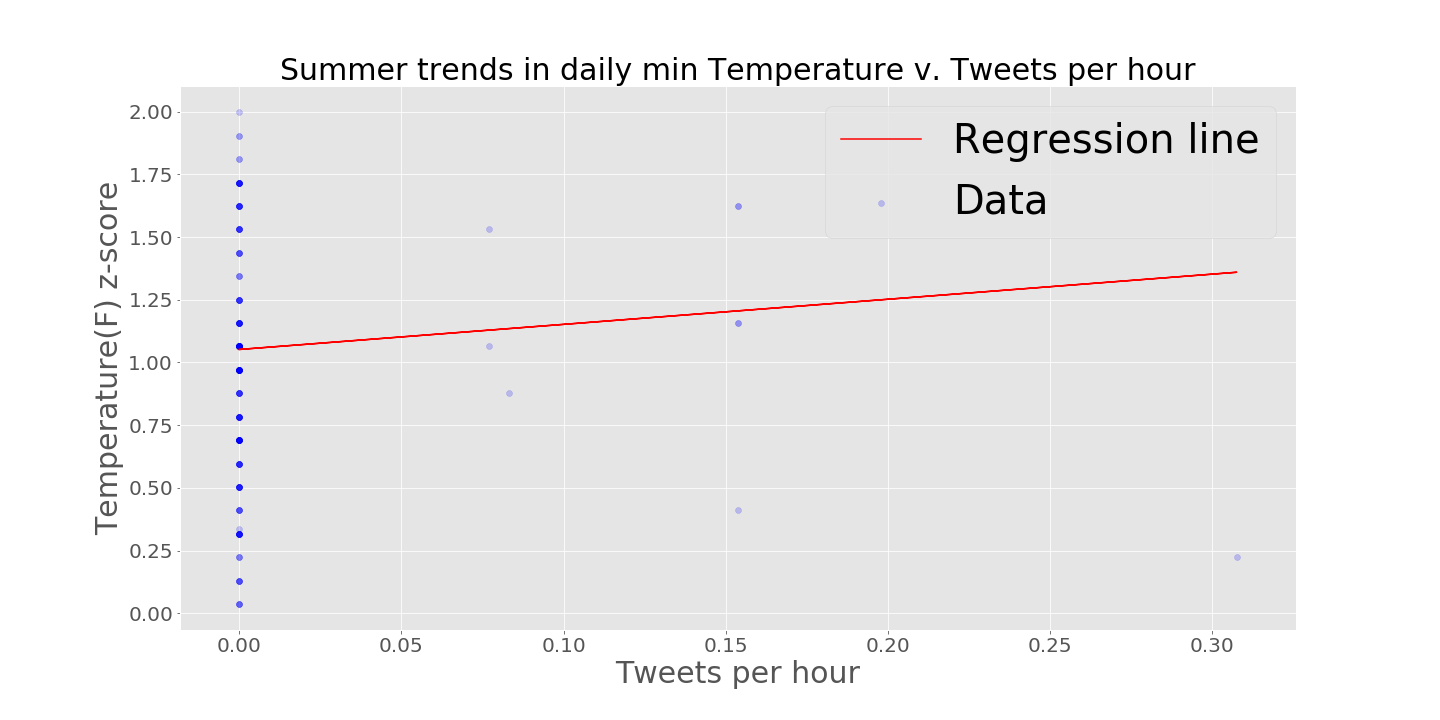 Summer trends in daily min Temperature v. Tweets per hour
Regression line
Data
Temperature(F) z-score
2.00
1.75
1.50
1.25
1.00
0.75
0.50
0.25
0.00
0.00 0.05 0.10 0.15 0.20 0.25 0.30
Tweets per hour